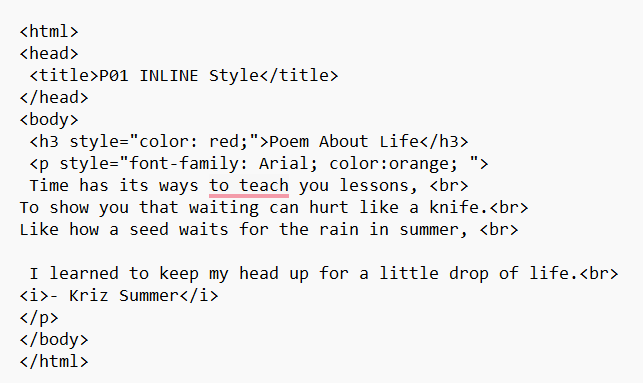 <html>
<head>
<title>P01 INLINE Style</title>
</head>
<body>
<h3 style="color: red;">Poem About Life</h3>
<p style="font-family: Arial; color:orange; ">
Time has its ways to teach you lessons, <br>
To show you that waiting can hurt like a knife.<br>
Like how a seed waits for the rain in summer, <br>
I learned to keep my head up for a little drop of life.<br>
<i>- Kriz Summer</i>
</p>
</body>
</html>